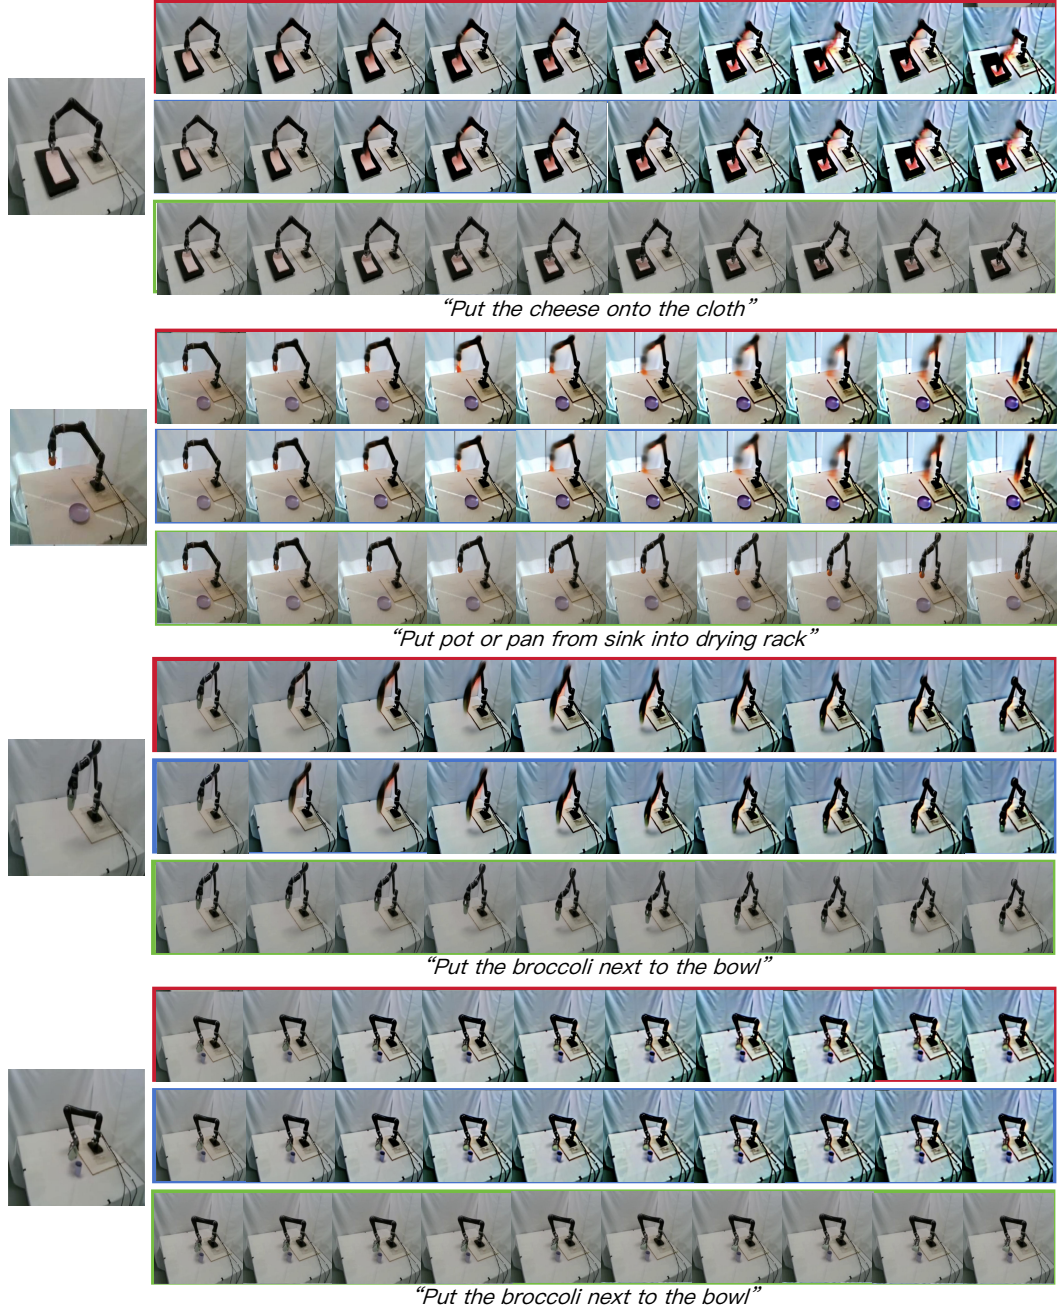 “Put the cheese onto the cloth”
“Put pot or pan from sink into drying rack”
“Put the broccoli next to the bowl”
“Put the broccoli next to the bowl”